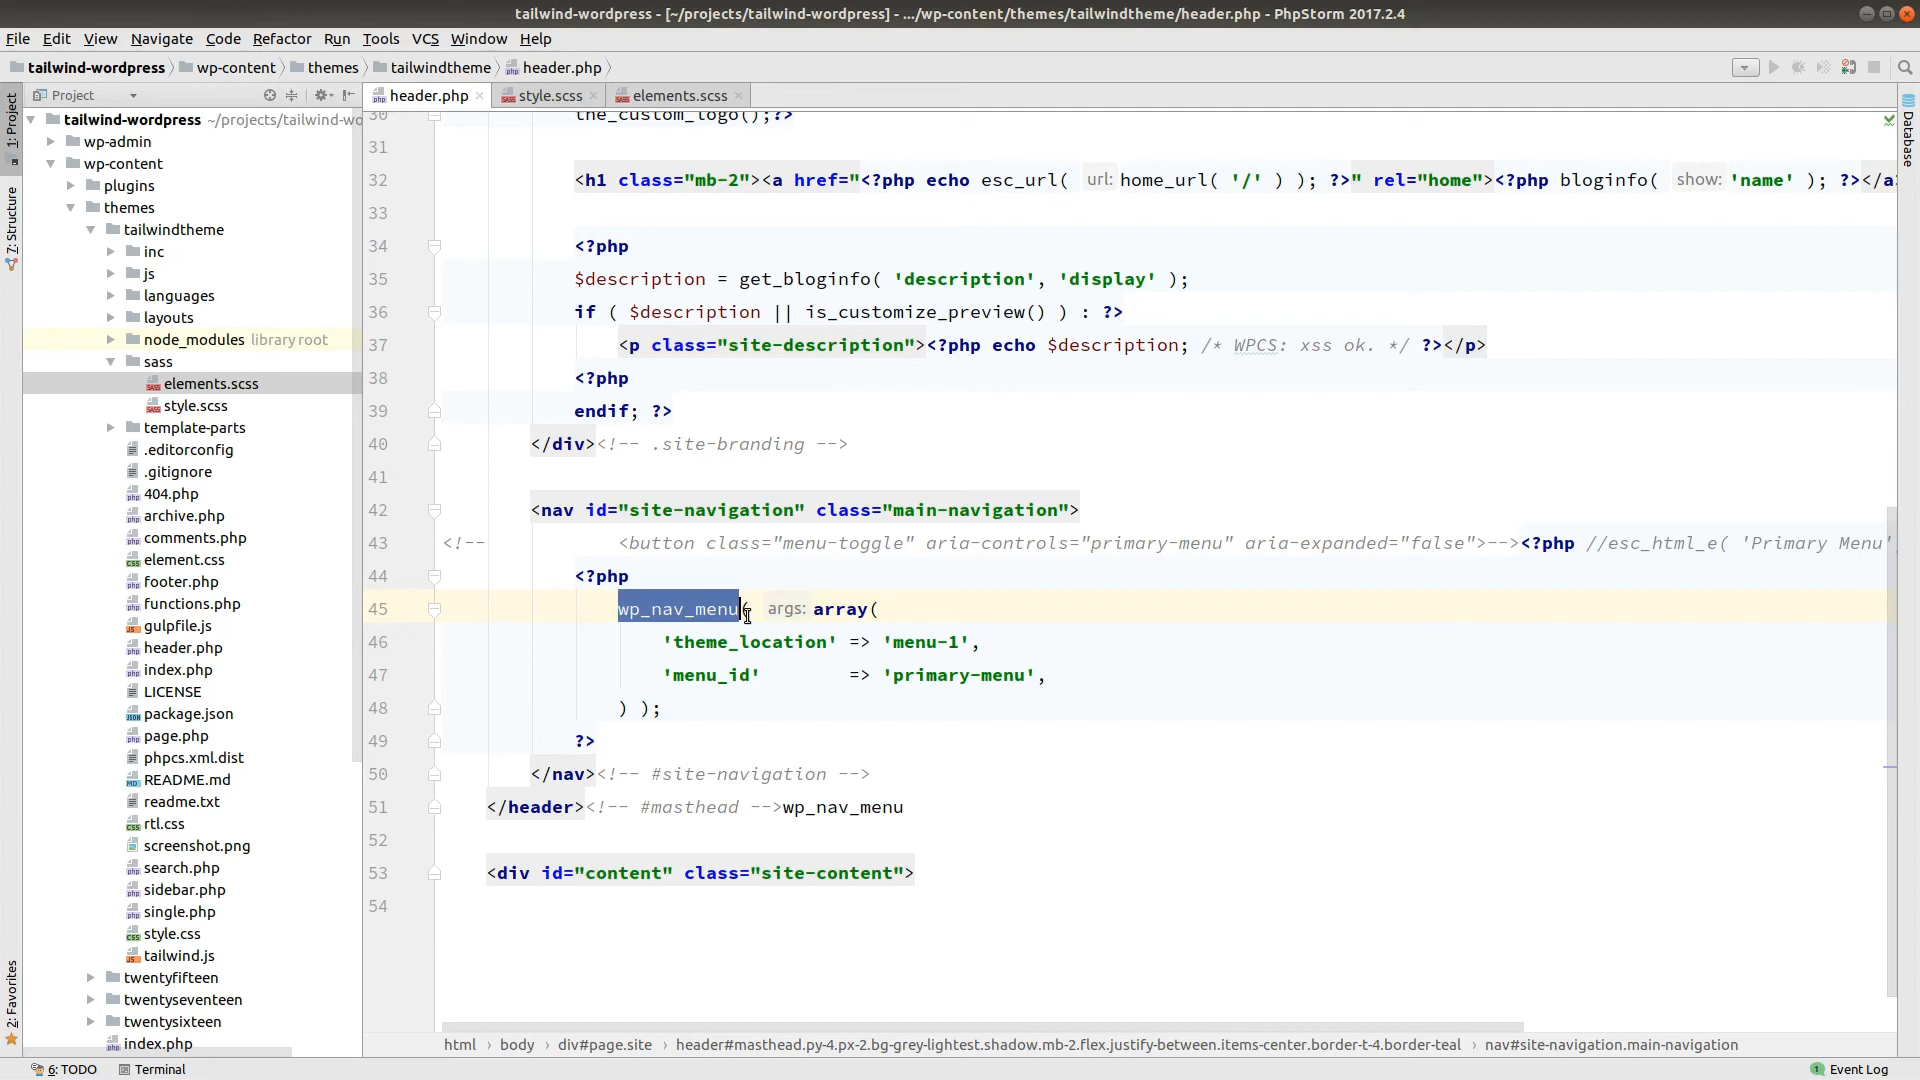 tailwind-wordpress - [~/projects/tailwind-wordpress] - .../wp-content/themes/tailwindtheme/header.php - PhpStorm 2017.2.4
File Edit View Navigate Code Refactor Run Tools VCS Window Help
tailwind-wordpress wp-content themes tailwindtheme header.php
Project header.php style.scss elements.scss
1: Project
7: Structure
2: Favorites
Database
tailwind-wordpress ~/projects/tailwind-wo
wp-admin
wp-content
plugins
themes
tailwindtheme
inc
js
languages
layouts
node_modules library root
sass
elements.scss
style.scss
template-parts
.editorconfig
.gitignore
404.php
archive.php
comments.php
element.css
footer.php
functions.php
gulpfile.js
header.php
index.php
LICENSE
package.json
page.php
phpcs.xml.dist
README.md
readme.txt
rtl.css
screenshot.png
search.php
sidebar.php
single.php
style.css
tailwind.js
twentyfifteen
twentyseventeen
twentysixteen
index.php
30 the_custom_logo();?>
31
32 <h1 class="mb-2"><a href="<?php echo esc_url( url: home_url( '/' ) ); ?>" rel="home"><?php bloginfo( show: 'name' ); ?></a>
33
34 <?php
35 $description = get_bloginfo( 'description', 'display' );
36 if ( $description || is_customize_preview() ) : ?>
37 <p class="site-description"><?php echo $description; /* WPCS: xss ok. */ ?></p>
38 <?php
39 endif; ?>
40 </div><!-- .site-branding -->
41
42 <nav id="site-navigation" class="main-navigation">
43 <!-- <button class="menu-toggle" aria-controls="primary-menu" aria-expanded="false">--><?php //esc_html_e( 'Primary Menu',
44 <?php
45 wp_nav_menu( args: array(
46 'theme_location' => 'menu-1',
47 'menu_id' => 'primary-menu',
48 ) );
49 ?>
50 </nav><!-- #site-navigation -->
51 </header><!-- #masthead -->wp_nav_menu
52
53 <div id="content" class="site-content">
54
html › body › div#page.site › header#masthead.py-4.px-2.bg-grey-lightest.shadow.mb-2.flex.justify-between.items-center.border-t-4.border-teal › nav#site-navigation.main-navigation
6: TODO Terminal 1 Event Log